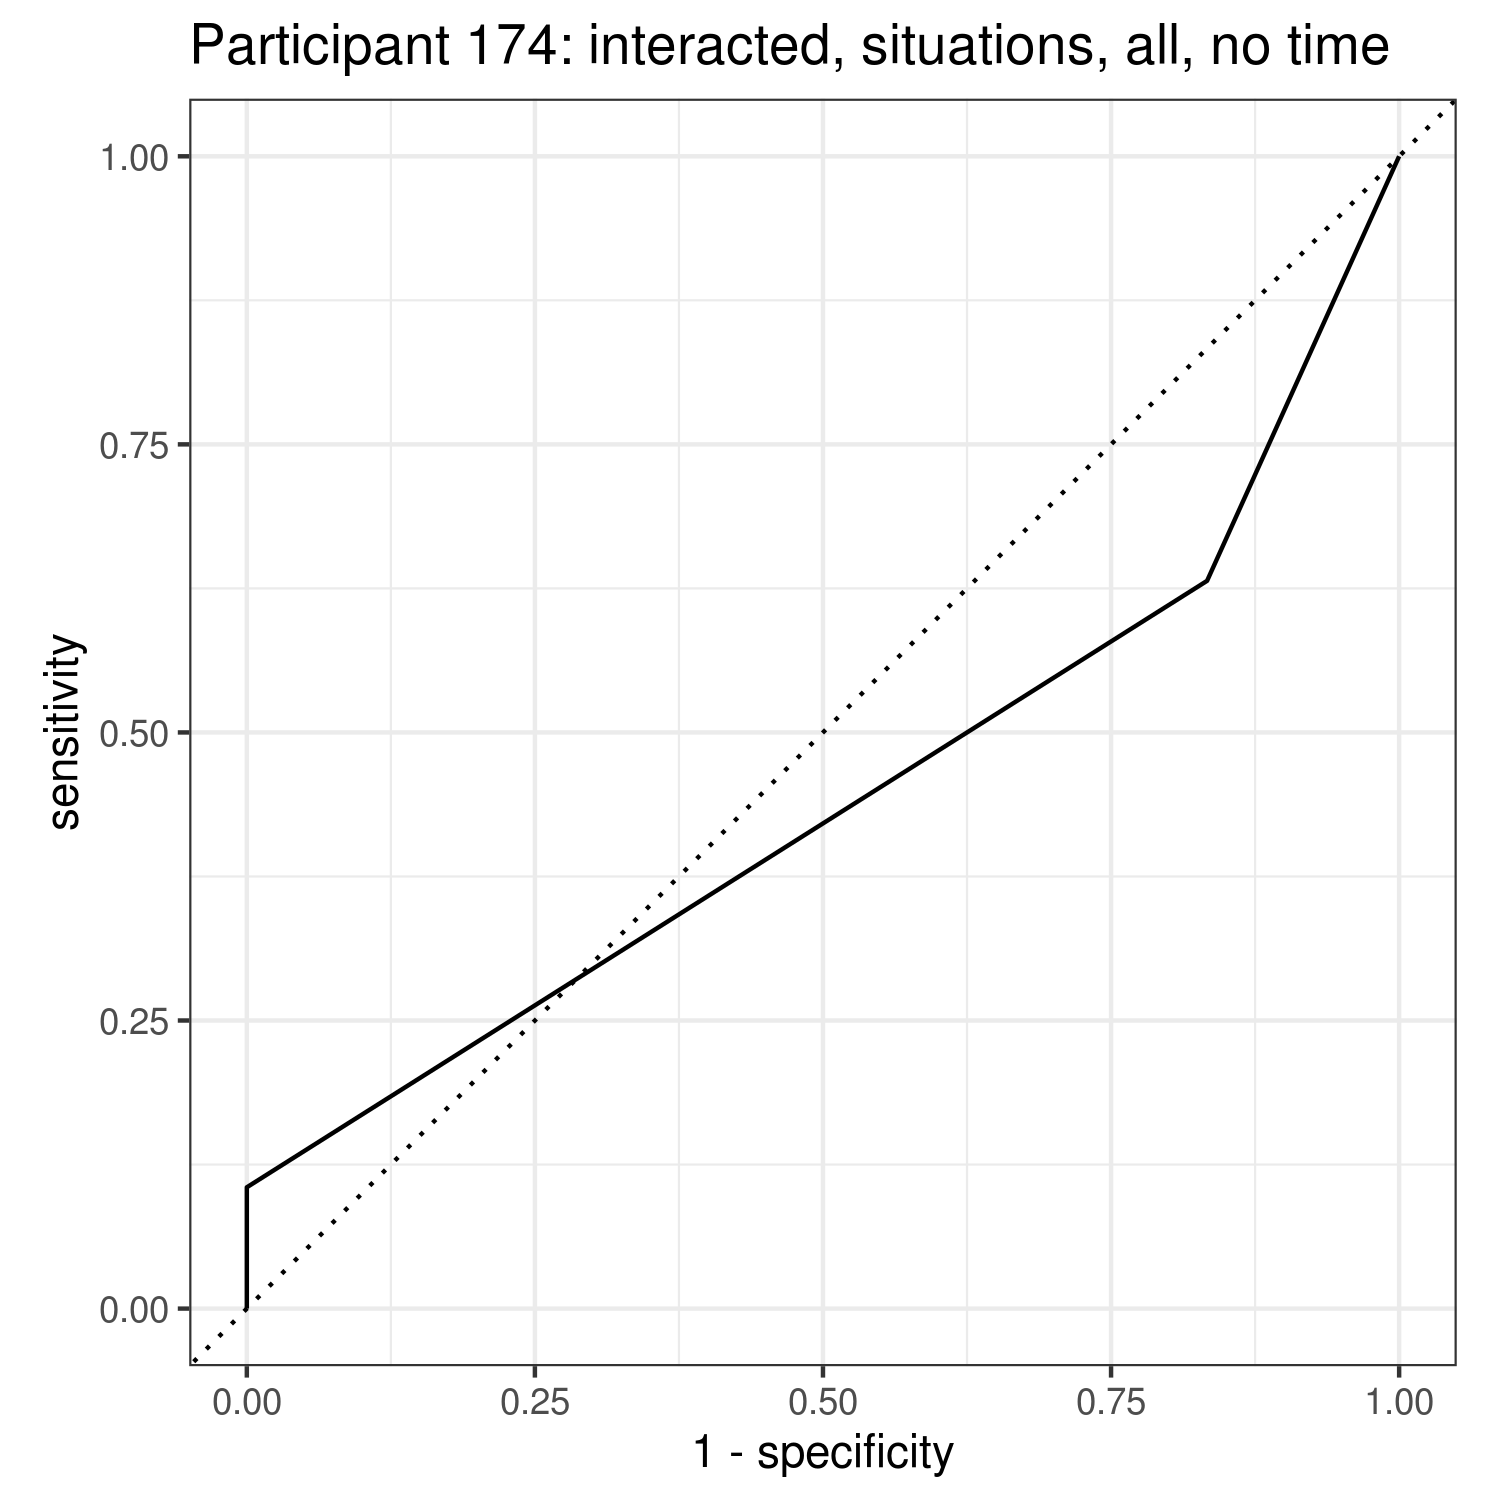 Participant 174: interacted, situations, all, no time
1.00
0.75
0.50
0.25
0.00
sensitivity
0.00 0.25 0.50 0.75 1.00
1 - specificity